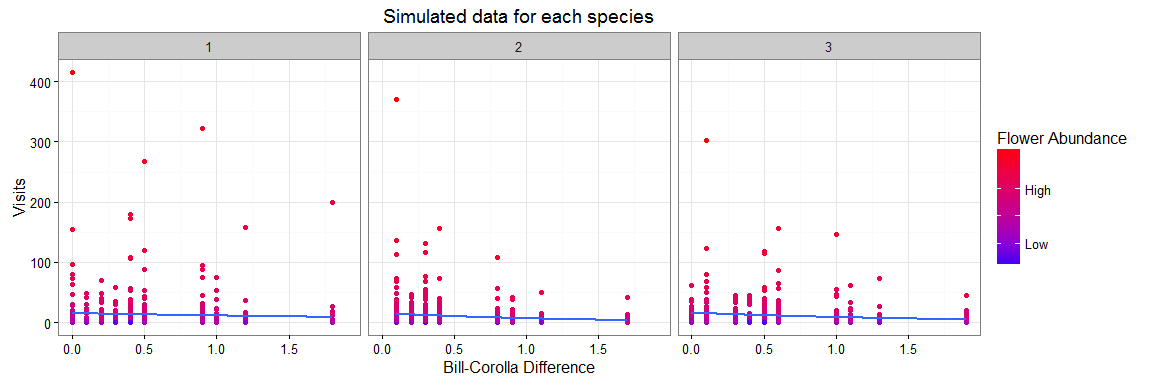 Simulated data for each species
1 2 3
400
300
200
100
0
Visits
0.0 0.5 1.0 1.5 0.0 0.5 1.0 1.5 0.0 0.5 1.0 1.5
Bill-Corolla Difference
Flower Abundance
High
Low